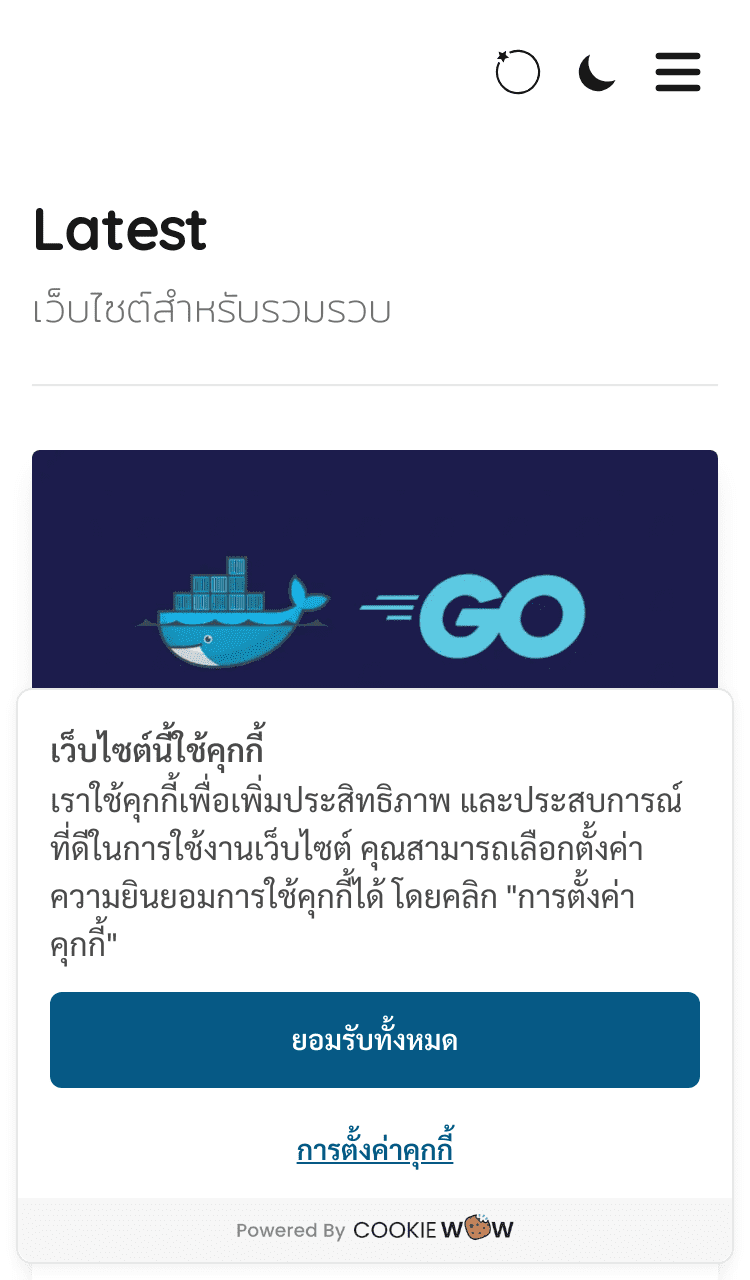 Latest
เว็บไซต์สำหรับรวมรวบ
GO
เว็บไซต์นี้ใช้คุกกี้
เราใช้คุกกี้เพื่อเพิ่มประสิทธิภาพ และประสบการณ์
ที่ดีในการใช้งานเว็บไซต์ คุณสามารถเลือกตั้งค่า
ความยินยอมการใช้คุกกี้ได้ โดยคลิก "การตั้งค่า
คุกกี้"
ยอมรับทั้งหมด
การตั้งค่าคุกกี้
Powered By COOKIE WOW